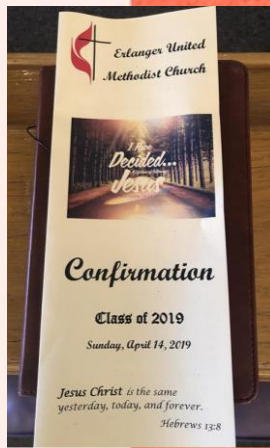 Erlanger United
Methodist Church
I Have
Decided...
Jesus
Confirmation
Class of 2019
Sunday, April 14, 2019
Jesus Christ is the same
yesterday, today, and forever.
Hebrews 13:8